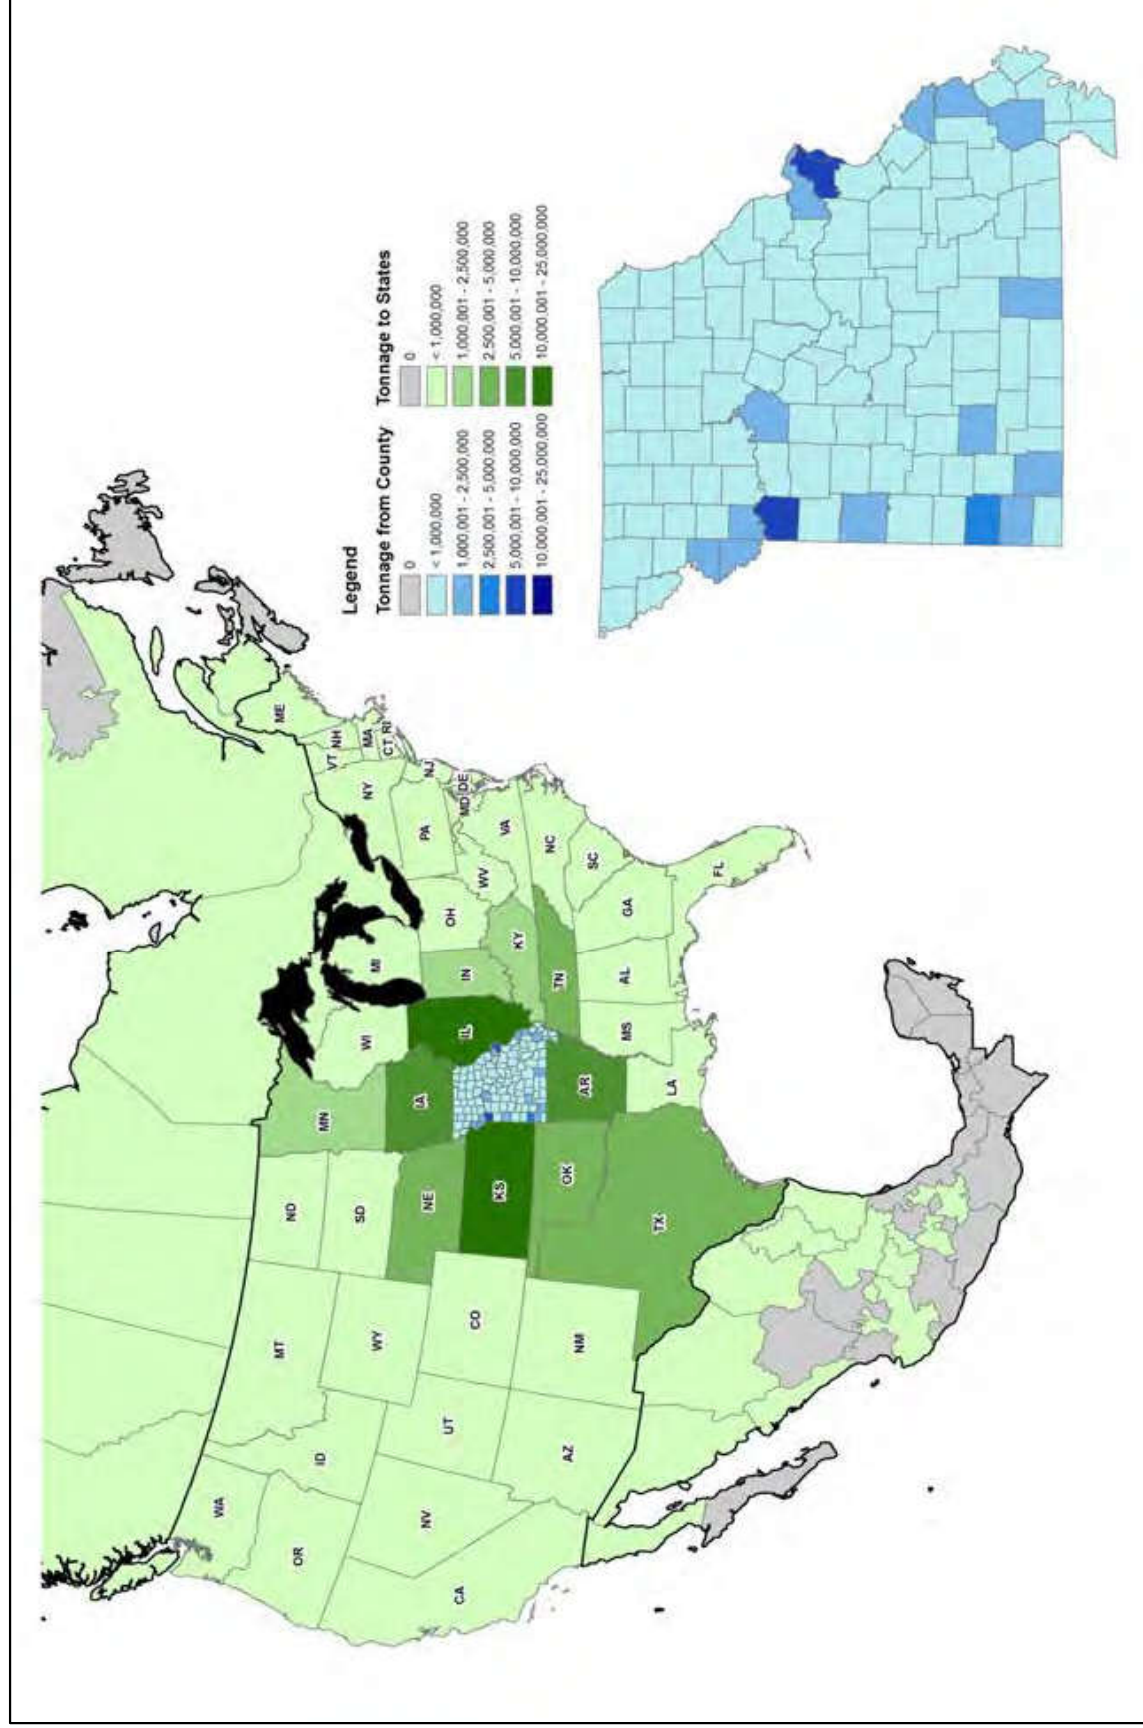 Legend
Tonnage from County
0
< 1,000,000
1,000,001 - 2,500,000
2,500,001 - 5,000,000
5,000,001 - 10,000,000
10,000,001 - 25,000,000
Tonnage to States
0
< 1,000,000
1,000,001 - 2,500,000
2,500,001 - 5,000,000
5,000,001 - 10,000,000
10,000,001 - 25,000,000
WA
MT
ND
MN
ME
OR
ID
SD
WI
MI
VT
NH
NY
MA
CT
RI
WY
NE
IA
PA
NJ
NV
UT
CO
KS
IL
IN
OH
WV
MD
DE
VA
CA
KY
AZ
NM
OK
AR
TN
NC
SC
TX
LA
MS
AL
GA
FL